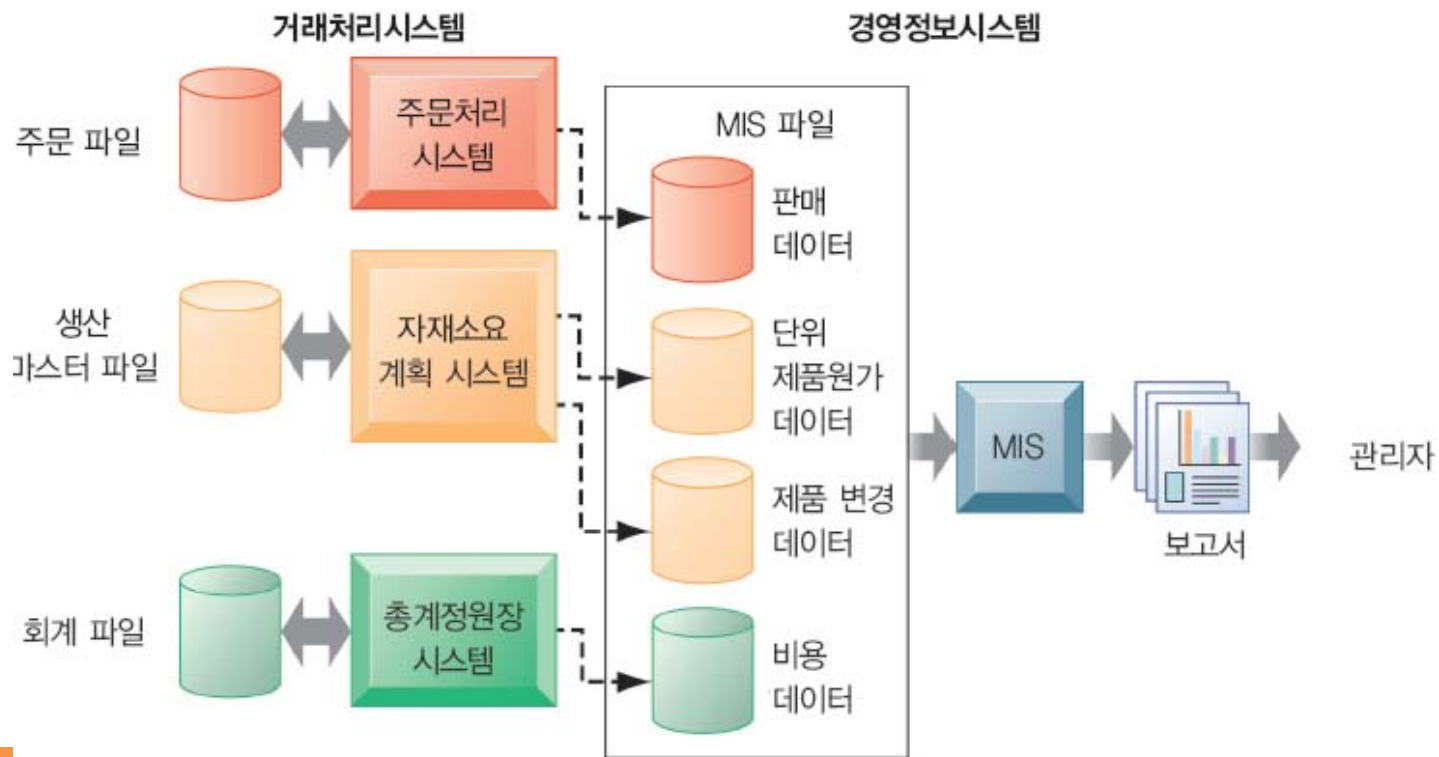 거래처리시스템
경영정보시스템
주문 파일
주문처리
시스템
MIS 파일
판매
데이터
생산
마스터 파일
자재소요
계획 시스템
단위
제품원가
데이터
제품 변경
데이터
MIS
보고서
관리자
회계 파일
총계정원장
시스템
비용
데이터